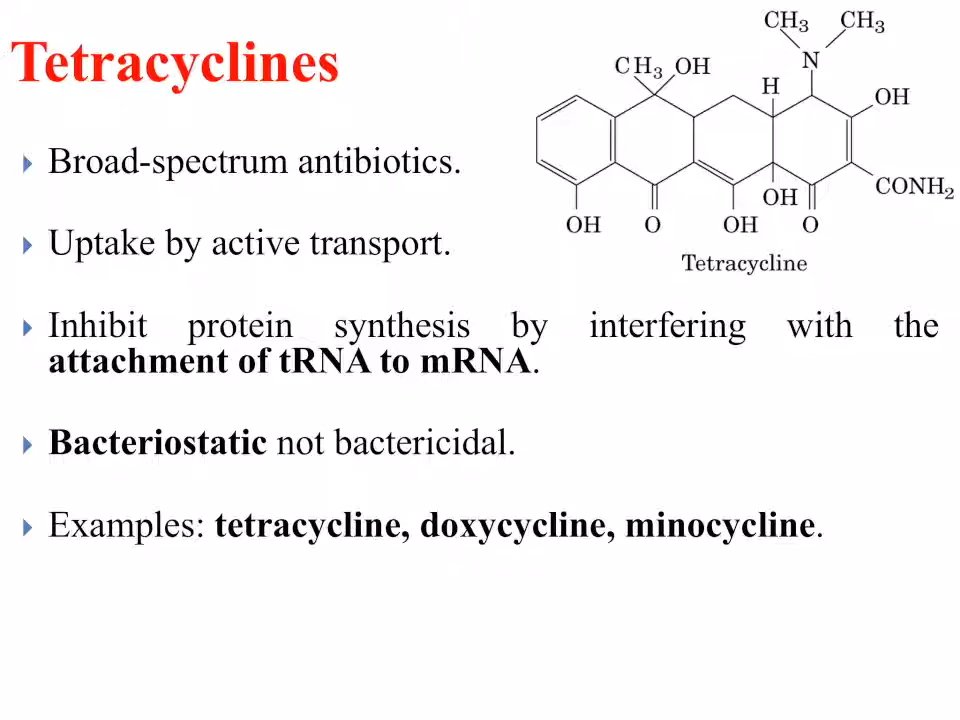 Tetracyclines
CH3 CH3
N
CH3 OH
H
OH
OH
CONH2
OH O OH O
Tetracycline
Broad-spectrum antibiotics.
Uptake by active transport.
Inhibit protein synthesis by interfering with the
attachment of tRNA to mRNA.
Bacteriostatic not bactericidal.
Examples: tetracycline, doxycycline, minocycline.